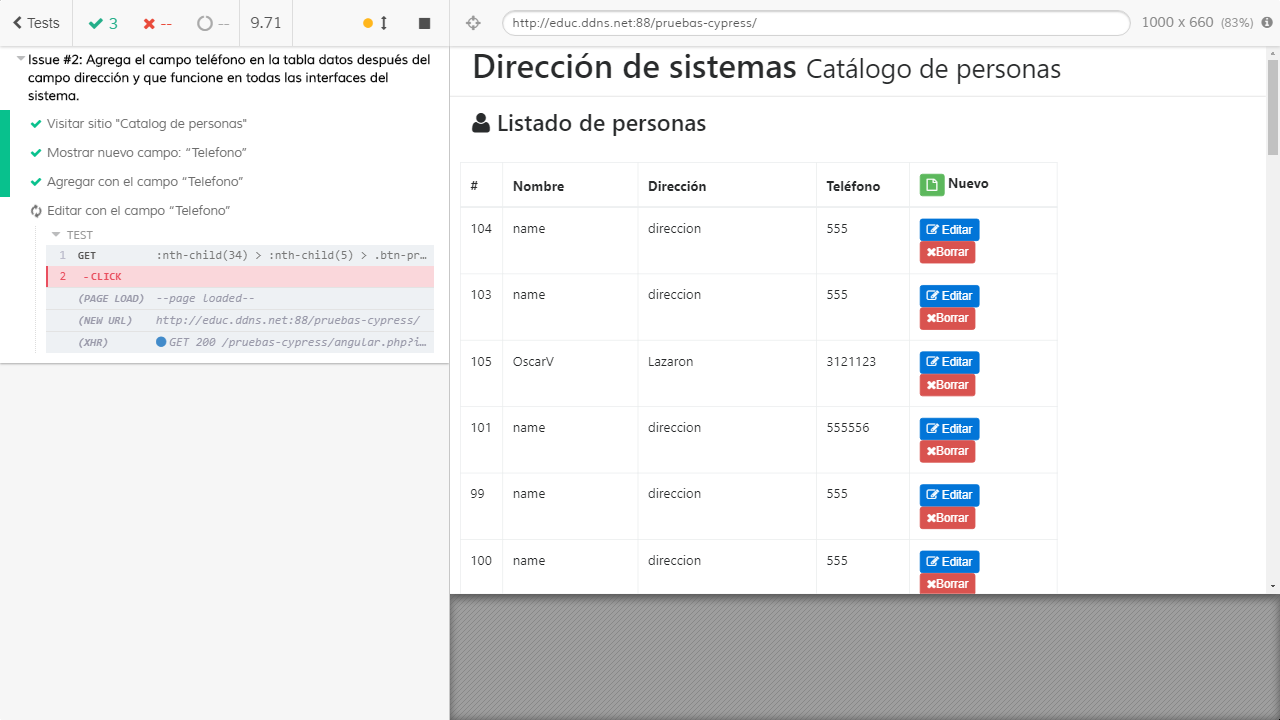 Tests
3
--
--
9.71
http://educ.ddns.net:88/pruebas-cypress/
1000 x 660 (83%)
Issue #2: Agrega el campo teléfono en la tabla datos después del
campo dirección y que funcione en todas las interfaces del
sistema.
Visitar sitio "Catalog de personas"
Mostrar nuevo campo: “Telefono”
Agregar con el campo “Telefono”
Editar con el campo “Telefono”
TEST
1 GET :nth-child(34) > :nth-child(5) > .btn-pr…
2 -CLICK
(PAGE LOAD) --page loaded--
(NEW URL) http://educ.ddns.net:88/pruebas-cypress/
(XHR) GET 200 /pruebas-cypress/angular.php?i…
Dirección de sistemas Catálogo de personas
Listado de personas
# Nombre Dirección Teléfono Nuevo
104 name direccion 555 Editar
Borrar
103 name direccion 555 Editar
Borrar
105 OscarV Lazaron 3121123 Editar
Borrar
101 name direccion 555556 Editar
Borrar
99 name direccion 555 Editar
Borrar
100 name direccion 555 Editar
Borrar